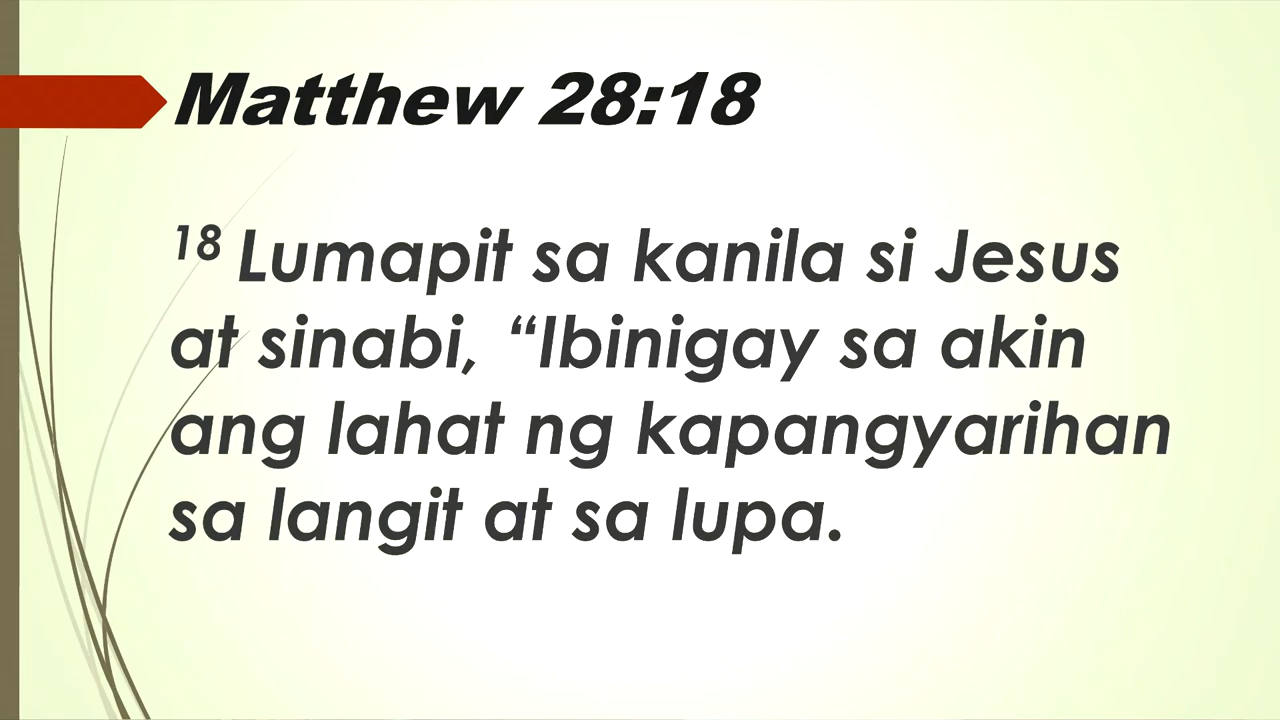 Matthew 28:18
18 Lumapit sa kanila si Jesus
at sinabi, “Ibinigay sa akin
ang lahat ng kapangyarihan
sa langit at sa lupa.